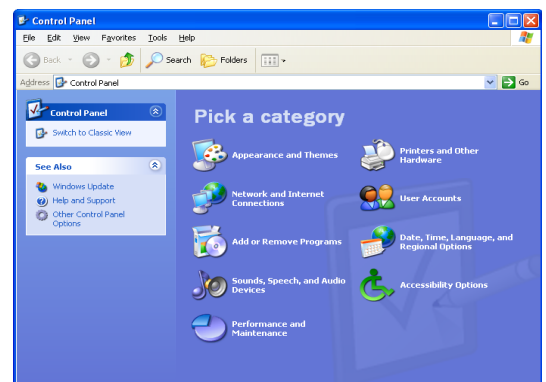 Control Panel
File Edit View Favorites Tools Help
Back Search Folders
Address Control Panel Go
Control Panel
Switch to Classic View
See Also
Windows Update
Help and Support
Other Control Panel
Options
Pick a category
Appearance and Themes
Printers and Other
Hardware
Network and Internet
Connections
User Accounts
Add or Remove Programs
Date, Time, Language, and
Regional Options
Sounds, Speech, and Audio
Devices
Accessibility Options
Performance and
Maintenance